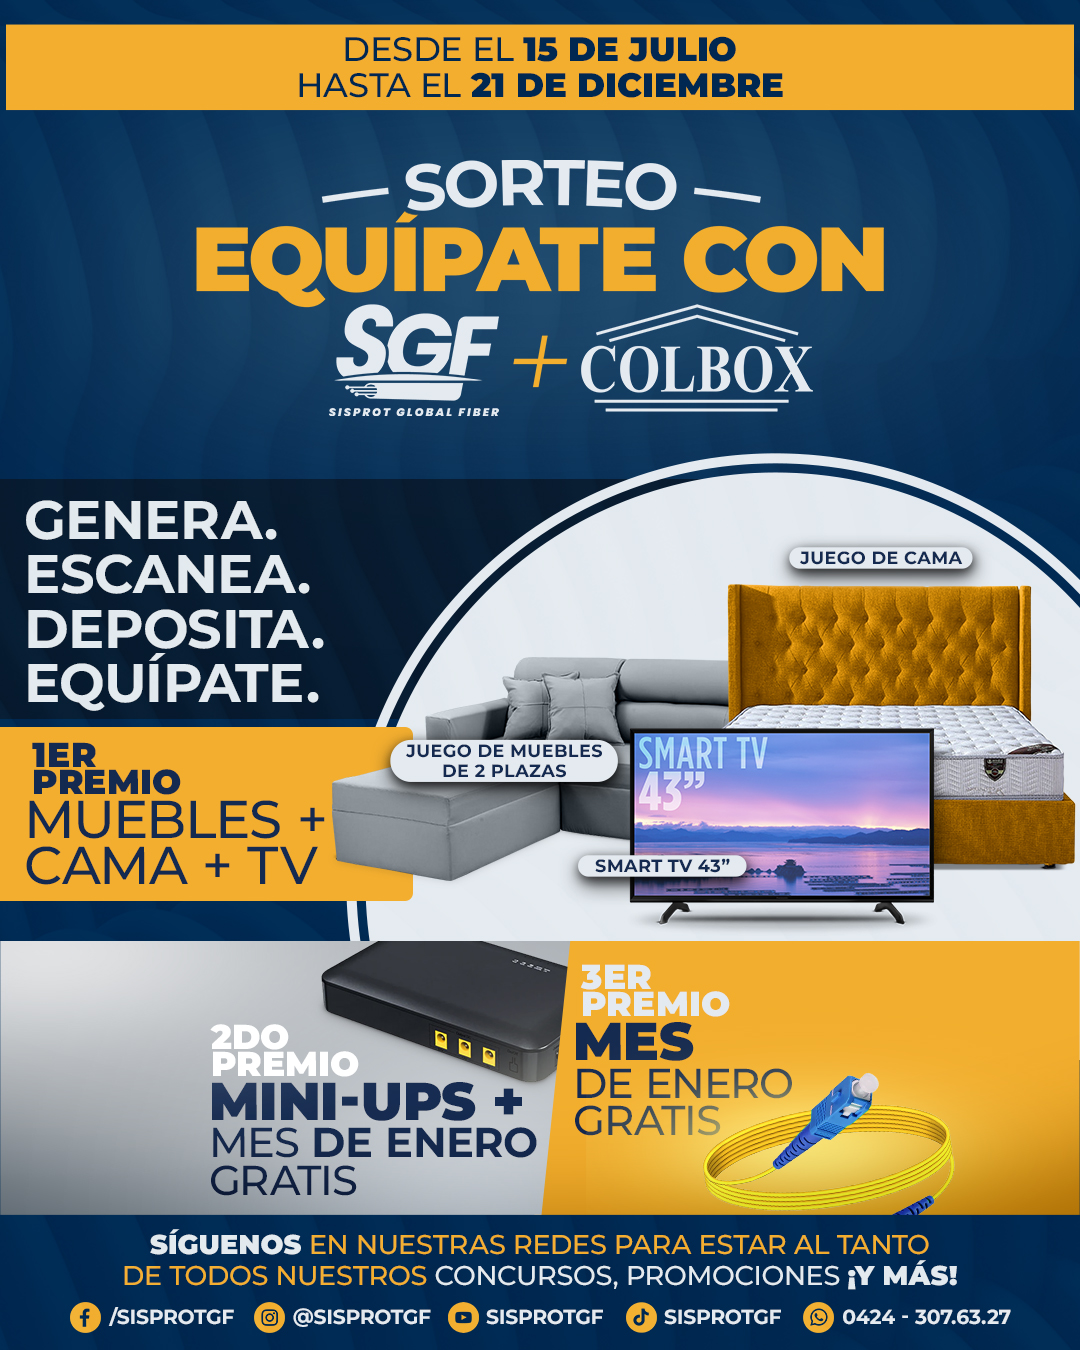 DESDE EL 15 DE JULIO
HASTA EL 21 DE DICIEMBRE
SORTEO
EQUÍPATE CON
SGF + COLBOX
SISPROT GLOBAL FIBER
GENERA.
ESCANEA.
DEPOSITA.
EQUÍPATE.
JUEGO DE CAMA
1ER
PREMIO
MUEBLES +
CAMA + TV
JUEGO DE MUEBLES
DE 2 PLAZAS
SMART TV
43”
SMART TV 43”
2DO
PREMIO
MINI-UPS +
MES DE ENERO
GRATIS
3ER
PREMIO
MES
DE ENERO
GRATIS
SÍGUENOS EN NUESTRAS REDES PARA ESTAR AL TANTO
DE TODOS NUESTROS CONCURSOS, PROMOCIONES ¡Y MÁS!
/SISPROTGF @SISPROTGF SISPROTGF SISPROTGF 0424 - 307.63.27